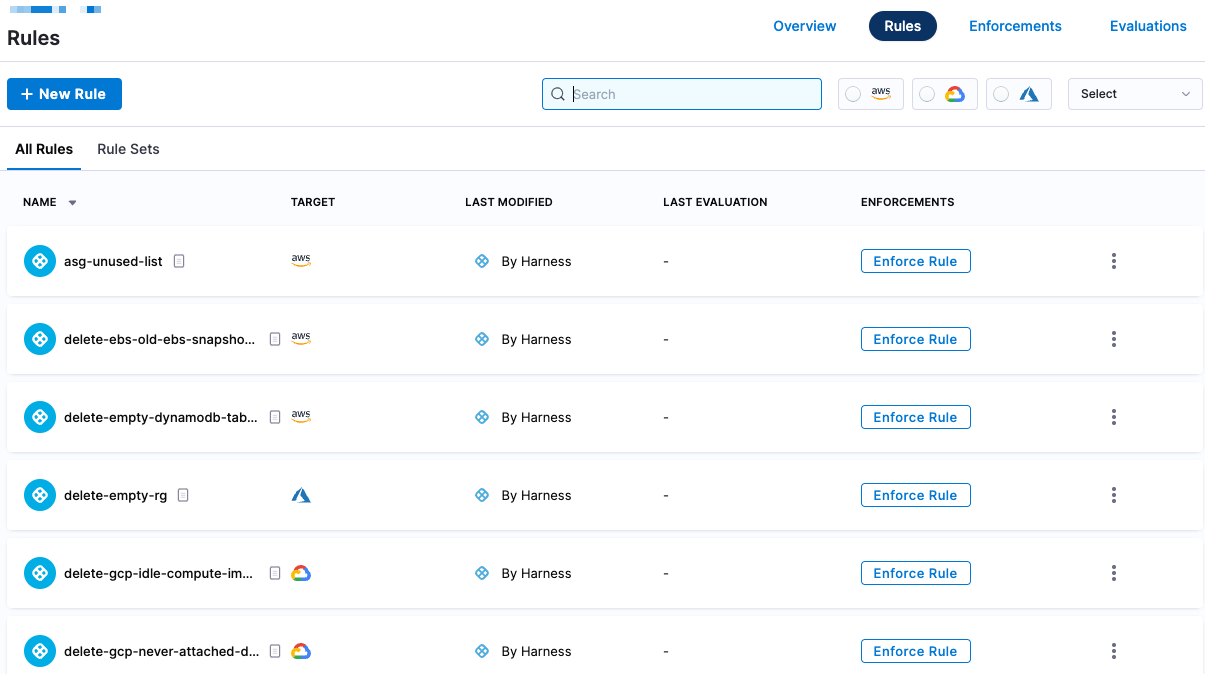 Rules
Overview Rules Enforcements Evaluations
+ New Rule
Search
aws
Select
All Rules Rule Sets
NAME TARGET LAST MODIFIED LAST EVALUATION ENFORCEMENTS
asg-unused-list aws By Harness - Enforce Rule
delete-ebs-old-ebs-snapsho... aws By Harness - Enforce Rule
delete-empty-dynamodb-tab... aws By Harness - Enforce Rule
delete-empty-rg By Harness - Enforce Rule
delete-gcp-idle-compute-im... By Harness - Enforce Rule
delete-gcp-never-attached-d... By Harness - Enforce Rule